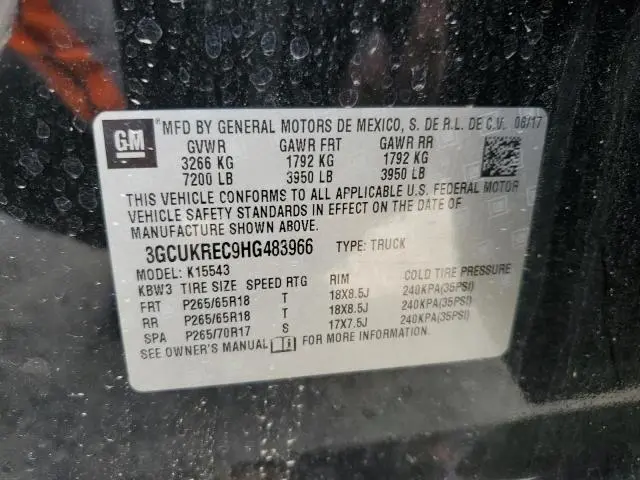 GM
MFD BY GENERAL MOTORS DE MEXICO, S. DE R.L. DE C.V. 06/17
GVWR GAWR FRT GAWR RR
3266 KG 1792 KG 1792 KG
7200 LB 3950 LB 3950 LB
THIS VEHICLE CONFORMS TO ALL APPLICABLE U.S. FEDERAL MOTOR
VEHICLE SAFETY STANDARDS IN EFFECT ON THE DATE OF
MANUFACTURE SHOWN ABOVE.
3GCUKREC9HG483966 TYPE: TRUCK
MODEL: K15543
KBW3 TIRE SIZE SPEED RTG RIM COLD TIRE PRESSURE
FRT P265/65R18 T 18X8.5J 240KPA(35PSI)
RR P265/65R18 T 18X8.5J 240KPA(35PSI)
SPA P265/70R17 S 17X7.5J 240KPA(35PSI)
SEE OWNER'S MANUAL FOR MORE INFORMATION.